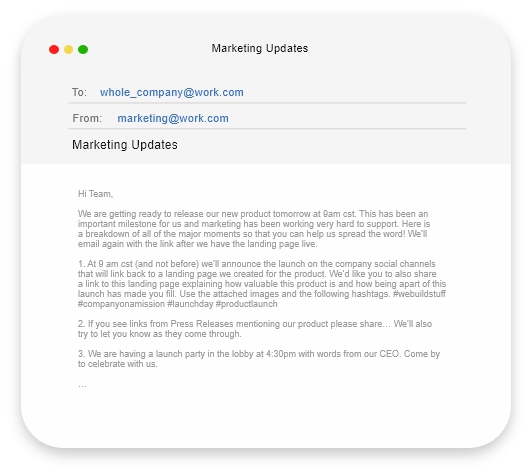 Marketing Updates
To: whole_company@work.com
From: marketing@work.com
Marketing Updates
Hi Team,
We are getting ready to release our new product tomorrow at 9am cst. This has been an
important milestone for us and marketing has been working very hard to support. Here is
a breakdown of all of the major moments so that you can help us spread the word! We'll
email again with the link after we have the landing page live.
1. At 9 am cst (and not before) we'll announce the launch on the company social channels
that will link back to a landing page we created for the product. We'd like you to also share
a link to this landing page explaining how valuable this product is and how being apart of this
launch has made you fill. Use the attached images and the following hashtags. #webuildstuff
#companyonamission #launchday #productlaunch
2. If you see links from Press Releases mentioning our product please share... We'll also
try to let you know as they come through.
3. We are having a launch party in the lobby at 4:30pm with words from our CEO. Come by
to celebrate with us.
...